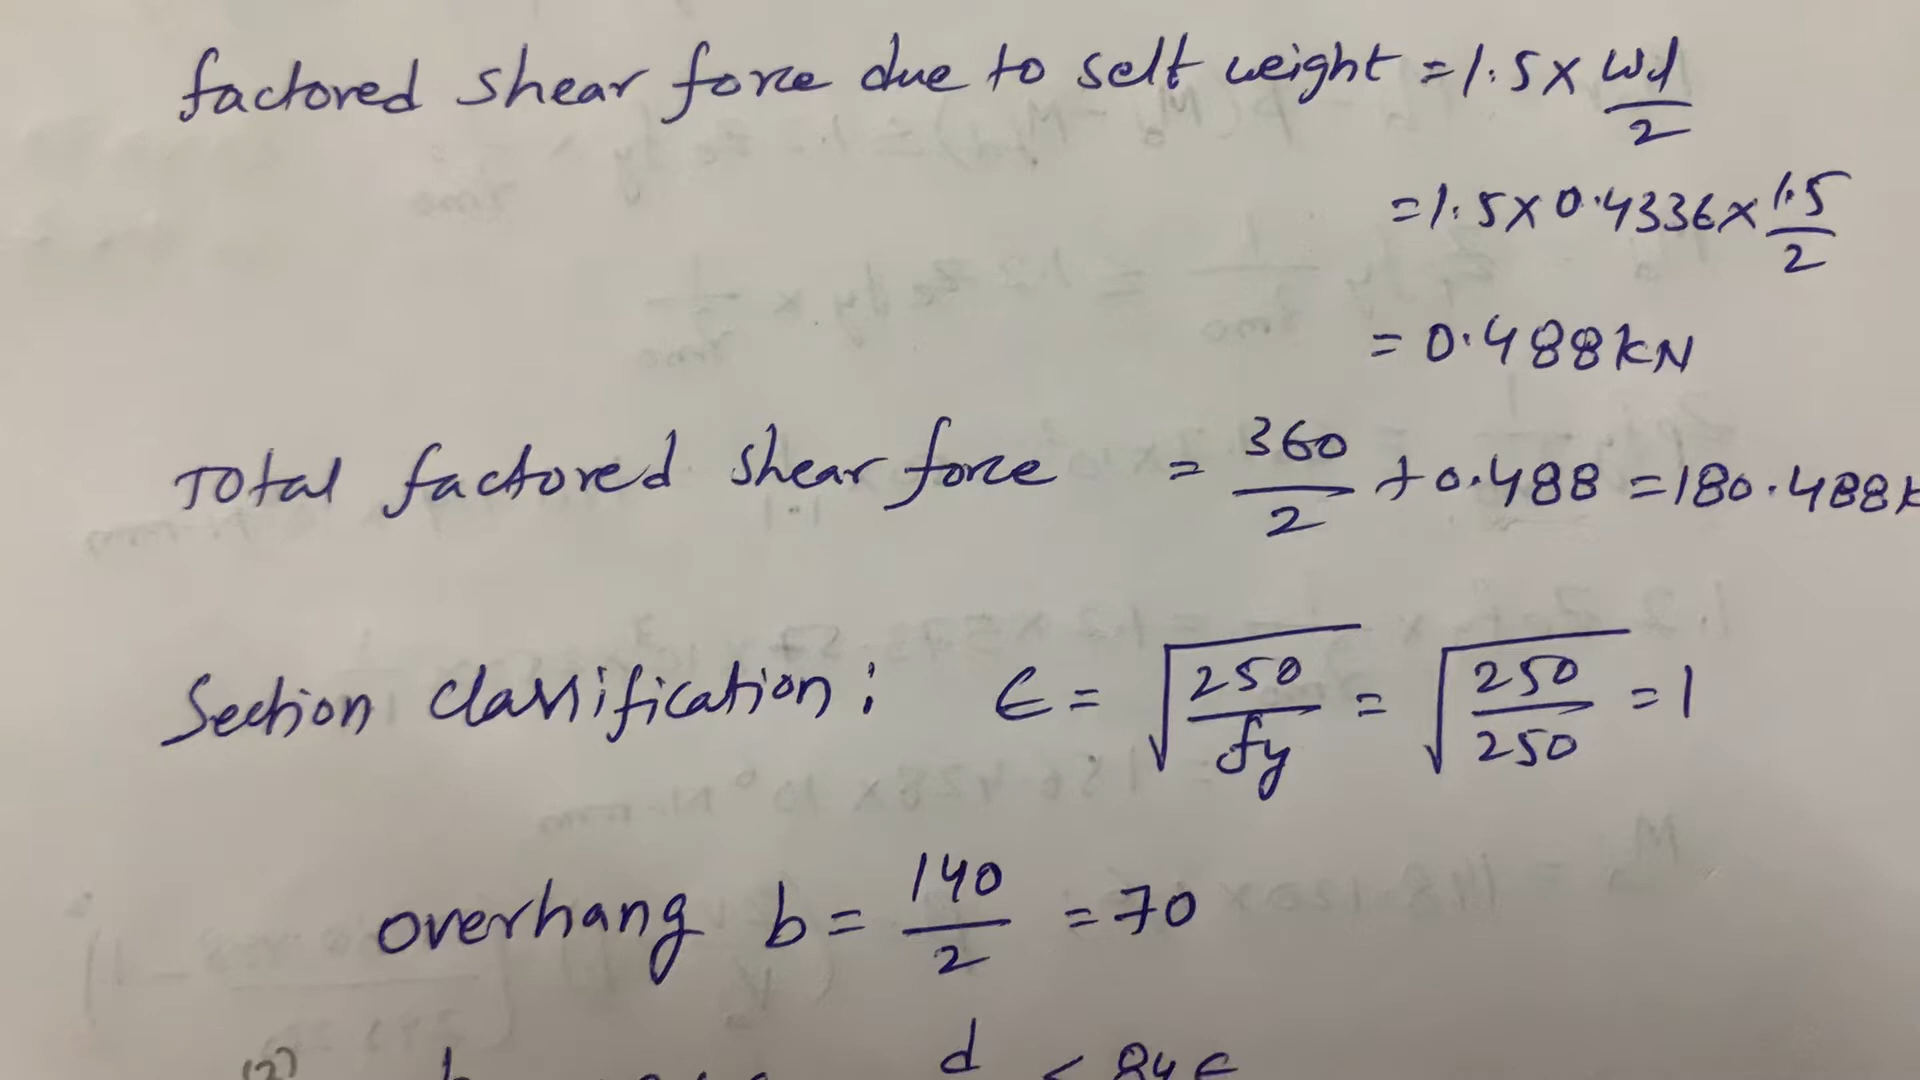 factored shear force due to self weight = 1.5 × wl/2
= 1.5 × 0.4336 × 1.5/2
= 0.488 kN
Total factored shear force = 360/2 + 0.488 = 180.488 k
Section classification: ε = √(250/fy) = √(250/250) = 1
overhang b = 140/2 = 70
d < 84ε